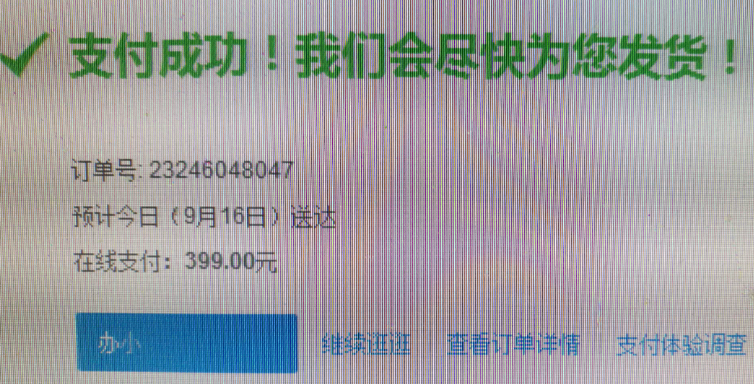 支付成功！我们会尽快为您发货！
订单号: 23246048047
预计今日（9月16日）送达
在线支付：399.00元
办小 继续逛逛 查看订单详情 支付体验调查